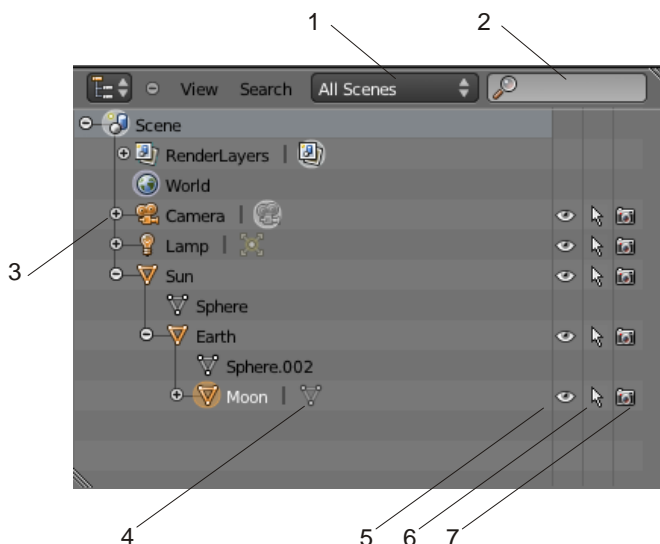 1 2
View Search All Scenes
Scene
RenderLayers
World
Camera
Lamp
3
Sun
Sphere
Earth
Sphere.002
Moon
4 5 6 7